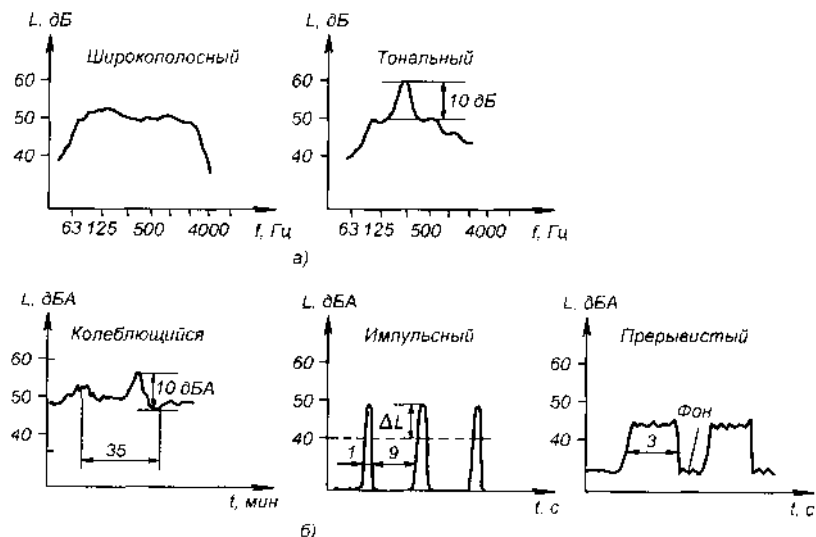 L, дБ
Широкополосный
60
50
40
63 125 500 4000 f, Гц
L, дБ
Тональный
60
50
40
10 дБ
63 125 500 4000 f, Гц
а)
L, дБА
Колеблющийся
60
50
40
10 дБА
35
t, мин
L, дБА
Импульсный
60
50
40
ΔL
1 9
t, с
L, дБА
Прерывистый
60
50
40
Фон
3
t, с
б)